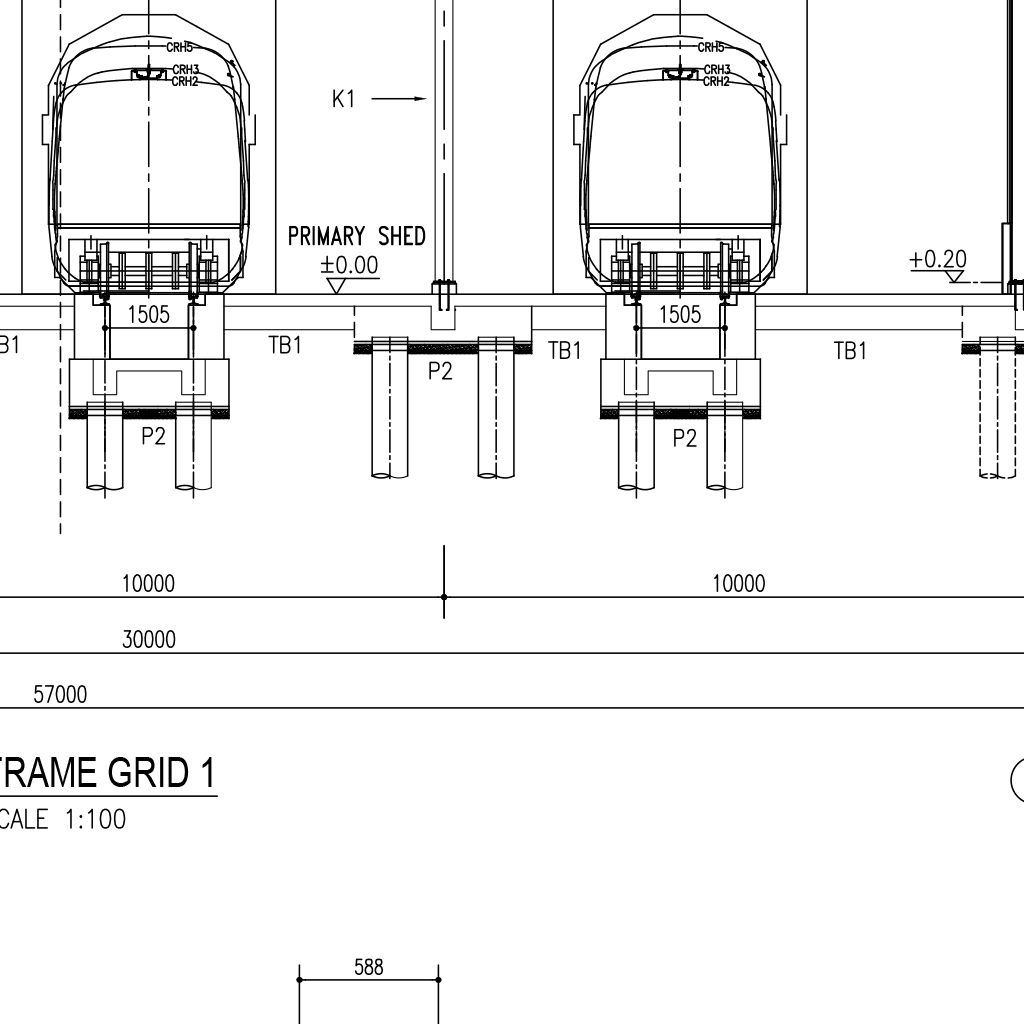 CRH5
CRH3
CRH2
K1
CRH5
CRH3
CRH2
PRIMARY SHED
±0.00
+0.20
1505
1505
B1
TB1
TB1
TB1
P2
P2
P2
10000
10000
30000
57000
FRAME GRID 1
CALE 1:100
588